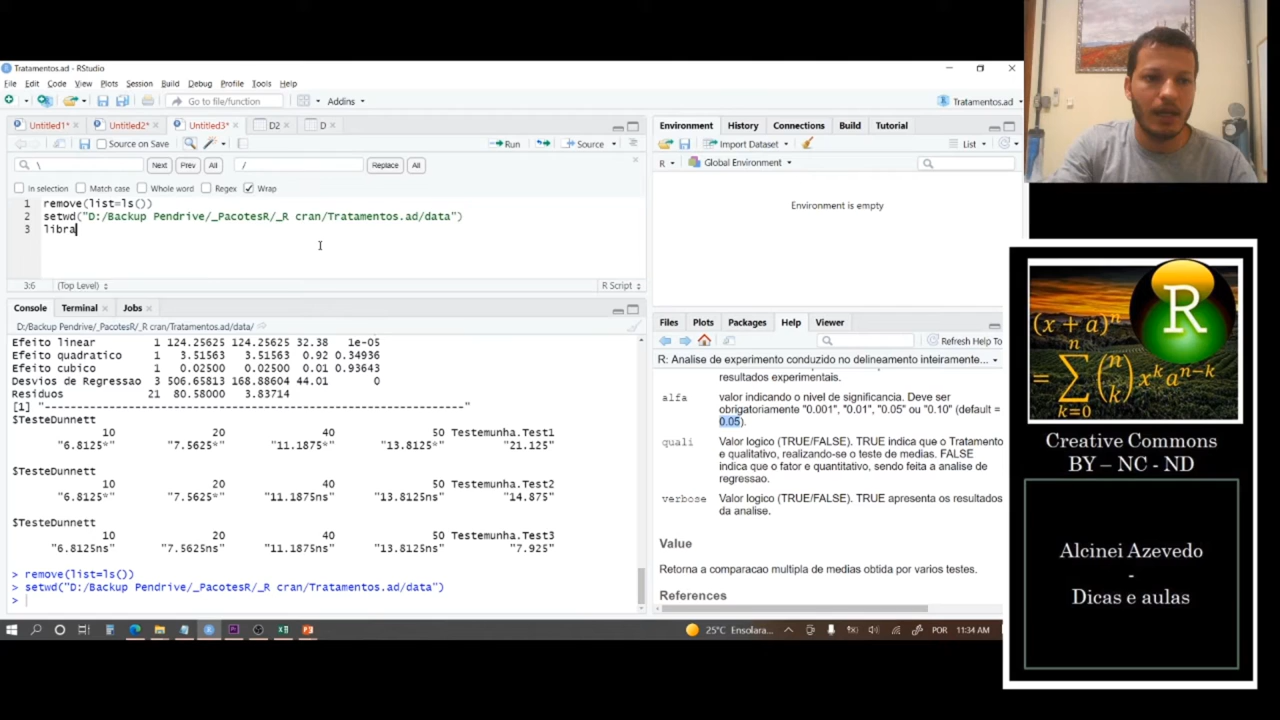 Tratamentos.ad - RStudio
File Edit Code View Plots Session Build Debug Profile Tools Help
Go to file/function Addins Tratamentos.ad
Untitled1* Untitled2* Untitled3* D2 D
Source on Save Run Source
\ Next Prev All / Replace All
In selection Match case Whole word Regex Wrap
1 remove(list=ls())
2 setwd("D:/Backup Pendrive/_PacotesR/_R cran/Tratamentos.ad/data")
3 libra
3:6 (Top Level) R Script
Console Terminal Jobs
D:/Backup Pendrive/_PacotesR/_R cran/Tratamentos.ad/data/
Efeito linear 1 124.25625 124.25625 32.38 1e-05
Efeito quadratico 1 3.51563 3.51563 0.92 0.34936
Efeito cubico 1 0.02500 0.02500 0.01 0.93643
Desvios de Regressao 3 506.65813 168.88604 44.01 0
Residuos 21 80.58000 3.83714
[1] "------------------------------------------------------------"
$TesteDunnett
10 20 40 50 Testemunha.Test1
"6.8125*" "7.5625*" "11.1875*" "13.8125*" "21.125"
$TesteDunnett
10 20 40 50 Testemunha.Test2
"6.8125*" "7.5625*" "11.1875ns" "13.8125ns" "14.875"
$TesteDunnett
10 20 40 50 Testemunha.Test3
"6.8125ns" "7.5625ns" "11.1875ns" "13.8125ns" "7.925"
> remove(list=ls())
> setwd("D:/Backup Pendrive/_PacotesR/_R cran/Tratamentos.ad/data")
>
Environment History Connections Build Tutorial
Import Dataset List
R Global Environment
Environment is empty
Files Plots Packages Help Viewer
Refresh Help To
R: Analise de experimento conduzido no delineamento inteiramente...
resultados experimentais.
alfa valor indicando o nivel de significancia. Deve ser
obrigatoriamente "0.001", "0.01", "0.05" ou "0.10" (default =
0.05).
quali Valor logico (TRUE/FALSE). TRUE indica que o Tratamento
e qualitativo, realizando-se o teste de medias. FALSE
indica que o fator e quantitativo, sendo feita a analise de
regressao.
verbose Valor logico (TRUE/FALSE). TRUE apresenta os resultados
da analise.
Value
Retorna a comparacao multipla de medias obtida por varios testes.
References
25°C Ensolara... POR 11:34 AM
R
(x + a)^n
= ∑ n k=0 (n k) x^k a^n−k
Creative Commons
BY – NC - ND
Alcinei Azevedo
-
Dicas e aulas